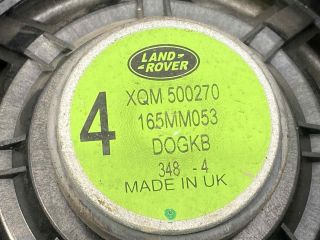 LAND-
-ROVER
4
XQM 500270
165MM053
DOGKB
348 -4
MADE IN UK